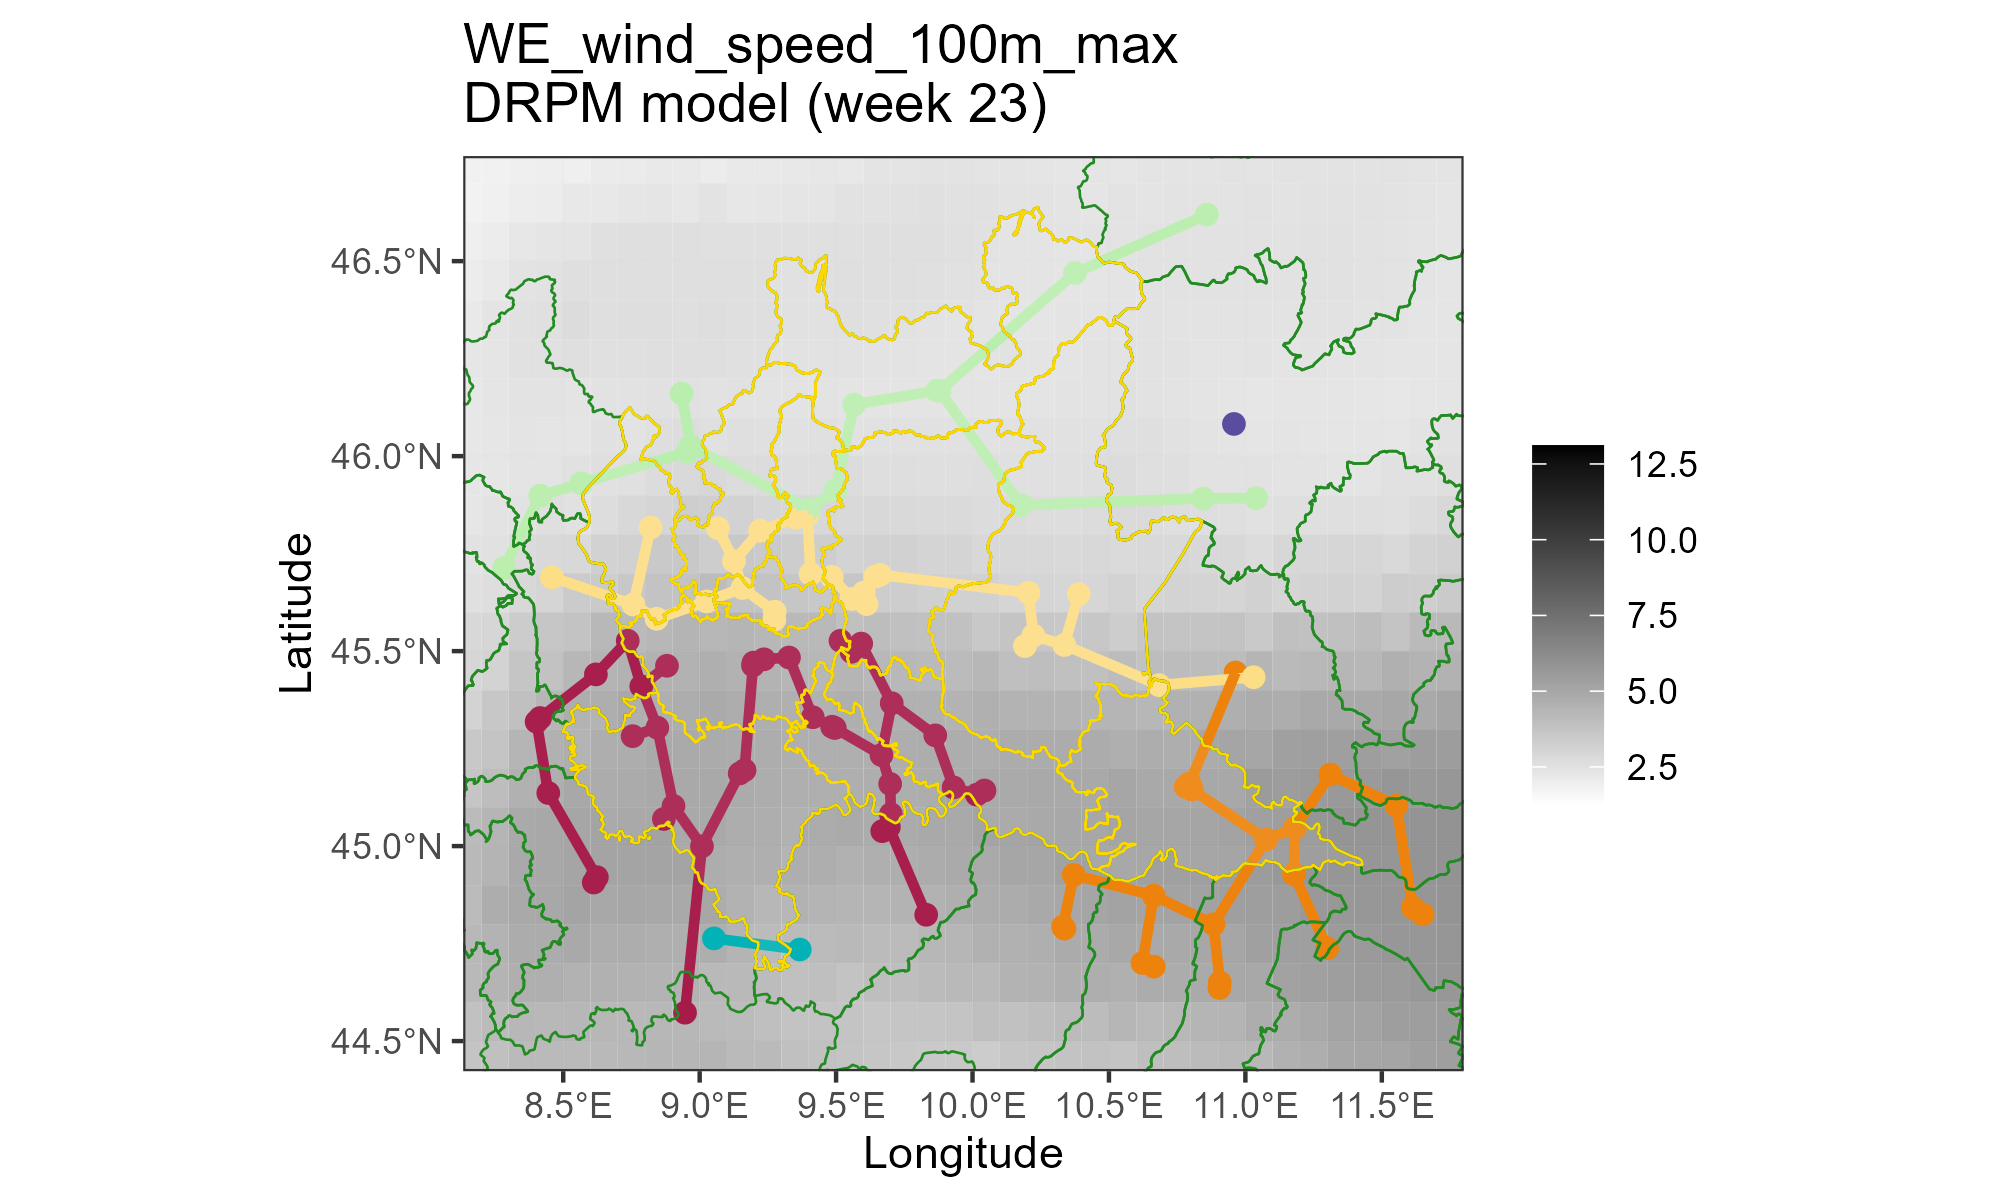 WE_wind_speed_100m_max
DRPM model (week 23)
Latitude
46.5°N
46.0°N
45.5°N
45.0°N
44.5°N
8.5°E 9.0°E 9.5°E 10.0°E 10.5°E 11.0°E 11.5°E
Longitude
12.5
10.0
7.5
5.0
2.5